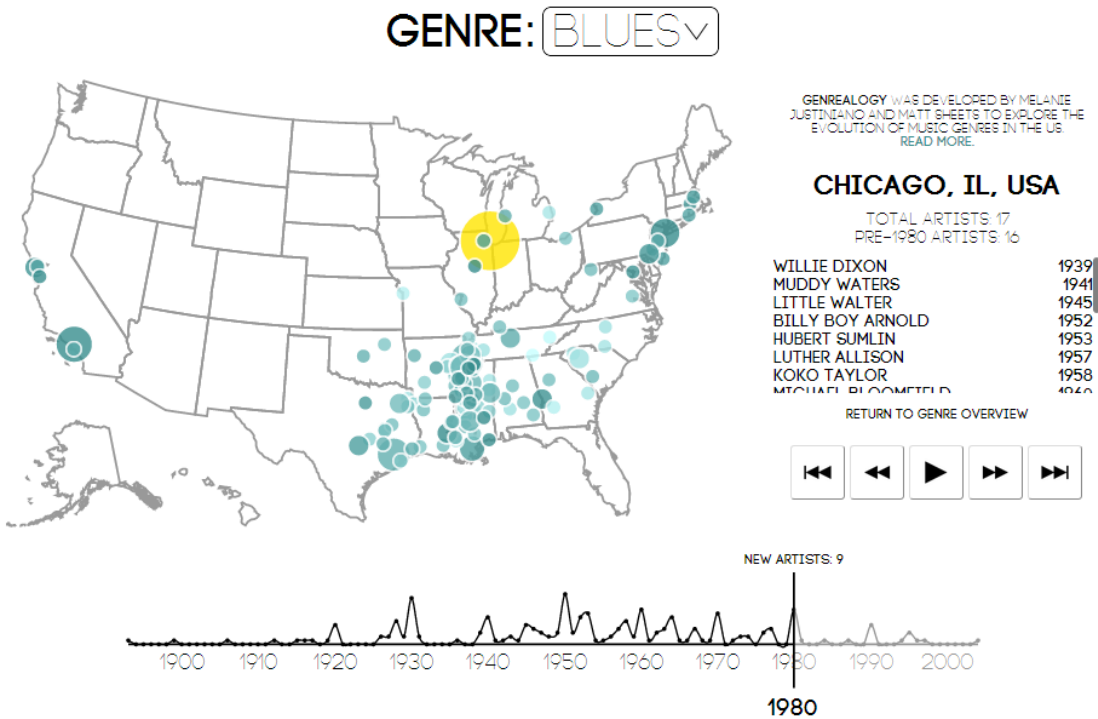 GENRE: BLUES
GENREALOGY WAS DEVELOPED BY MELANIE
JUSTINIANO AND MATT SHEETS TO EXPLORE THE
EVOLUTION OF MUSIC GENRES IN THE US.
READ MORE.
CHICAGO, IL, USA
TOTAL ARTISTS: 17
PRE-1980 ARTISTS: 16
WILLIE DIXON 1939
MUDDY WATERS 1941
LITTLE WALTER 1945
BILLY BOY ARNOLD 1952
HUBERT SUMLIN 1953
LUTHER ALLISON 1957
KOKO TAYLOR 1958
MICHAEL BLOOMFIELD 1960
RETURN TO GENRE OVERVIEW
NEW ARTISTS: 9
1900 1910 1920 1930 1940 1950 1960 1970 1980 1990 2000
1980